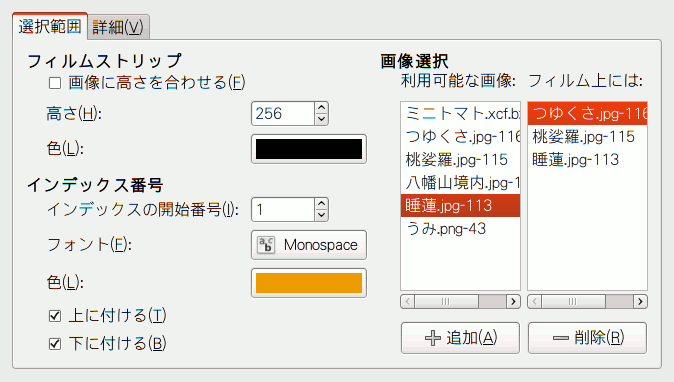 選択範囲
詳細(V)
フィルムストリップ
画像に高さを合わせる(F)
高さ(H):
256
色(L):
インデックス番号
インデックスの開始番号(I):
1
フォント(F):
Monospace
色(L):
上に付ける(T)
下に付ける(B)
画像選択
利用可能な画像:
ミニトマト.xcf.b
つゆくさ.jpg-116
桃娑羅.jpg-115
八幡山境内.jpg-1
睡蓮.jpg-113
うみ.png-43
追加(A)
フィルム上には:
つゆくさ.jpg-116
桃娑羅.jpg-115
睡蓮.jpg-113
削除(R)